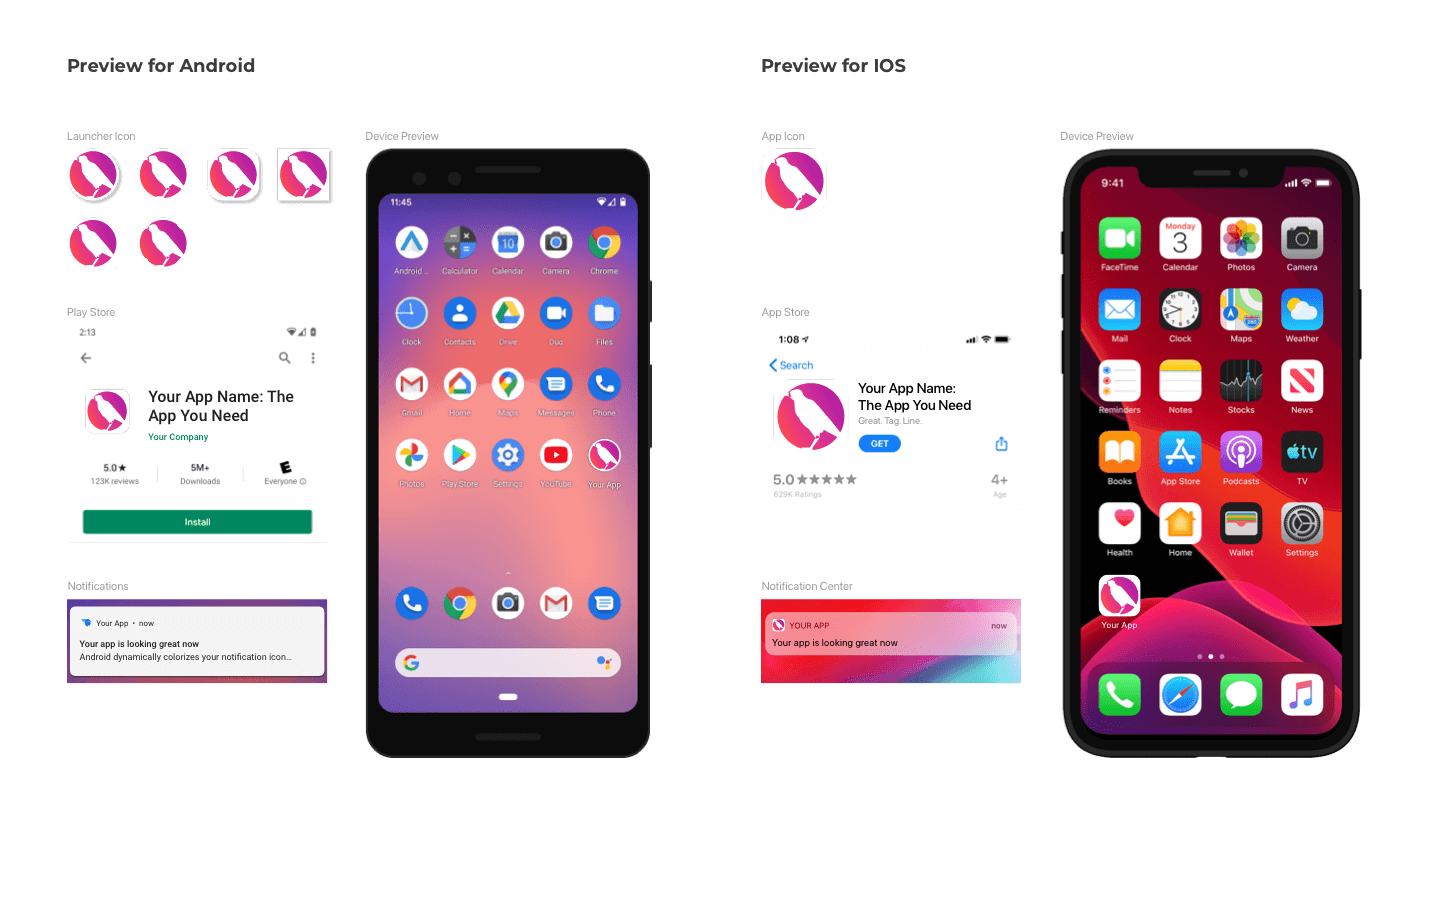 Preview for Android
Launcher Icon
Device Preview
11:45
Android ...
Calculator
10
Calendar
Camera
Chrome
Clock
Contacts
Drive
Duo
Files
Gmail
Home
Maps
Messages
Phone
Photos
Play Store
Settings
YouTube
Your App
Play Store
2:13
Your App Name: The
App You Need
Your Company
5.0★
123K reviews
5M+
Downloads
E
Everyone
Install
Notifications
Your App • now
Your app is looking great now
Android dynamically colorizes your notification icon...
Preview for IOS
App Icon
Device Preview
9:41
FaceTime
Monday
3
Calendar
Photos
Camera
Mail
Clock
280
Maps
Weather
Reminders
Notes
Stocks
News
Books
App Store
Podcasts
tv
TV
Health
Home
Wallet
Settings
Your App
App Store
1:08
Search
Your App Name:
The App You Need
Great. Tag. Line.
GET
5.0 ★★★★★
629K Ratings
4+
Age
Notification Center
YOUR APP
now
Your app is looking great now